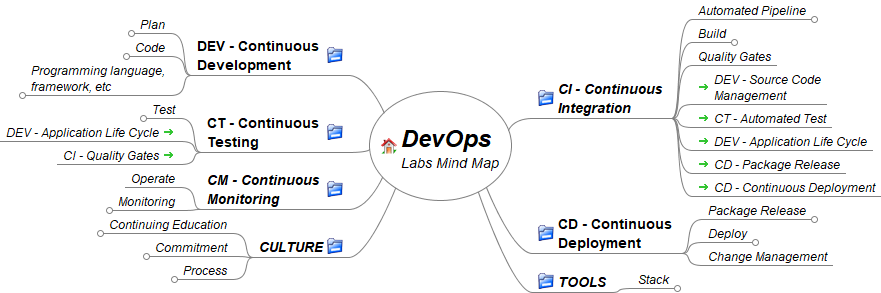 DevOps
Labs Mind Map
DEV - Continuous
Development
Plan
Code
Programming language,
framework, etc
CT - Continuous
Testing
Test
DEV - Application Life Cycle
CI - Quality Gates
CM - Continuous
Monitoring
Operate
Monitoring
CULTURE
Continuing Education
Commitment
Process
CI - Continuous
Integration
Automated Pipeline
Build
Quality Gates
DEV - Source Code
Management
CT - Automated Test
DEV - Application Life Cycle
CD - Package Release
CD - Continuous Deployment
CD - Continuous
Deployment
Package Release
Deploy
Change Management
TOOLS
Stack